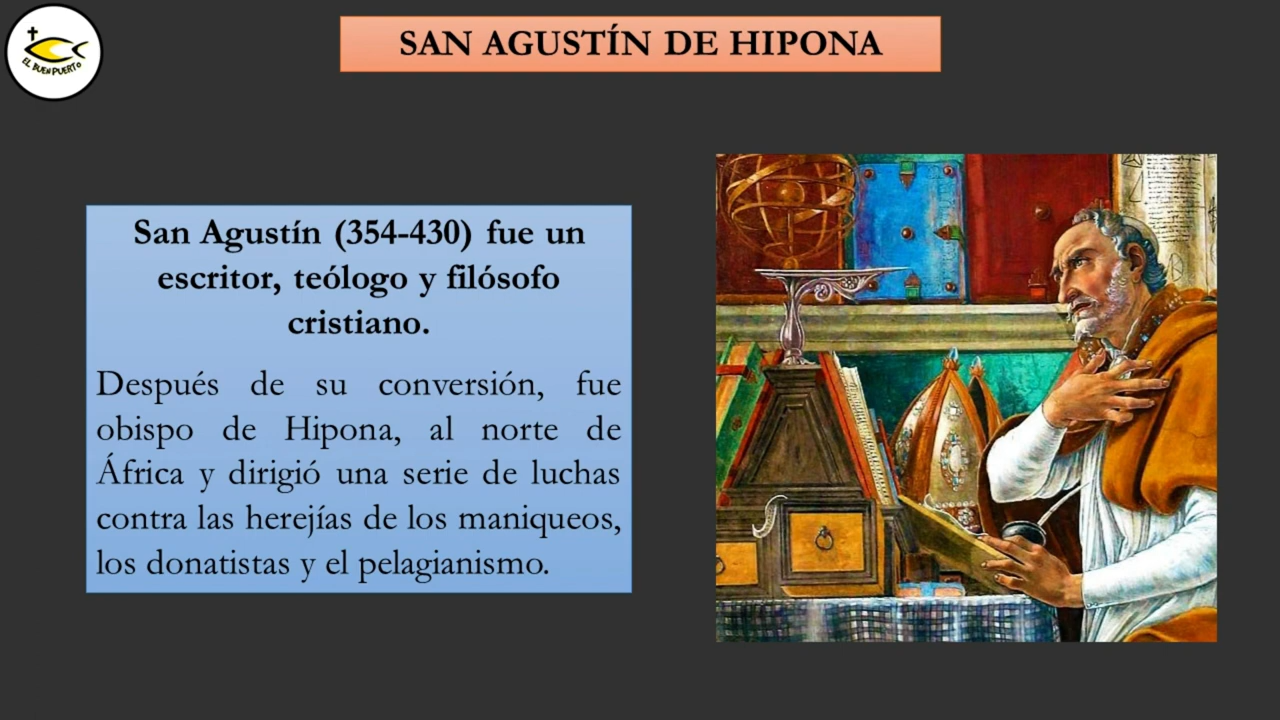 EL BUEN PUERTO
SAN AGUSTÍN DE HIPONA
San Agustín (354-430) fue un
escritor, teólogo y filósofo
cristiano.
Después de su conversión, fue
obispo de Hipona, al norte de
África y dirigió una serie de luchas
contra las herejías de los maniqueos,
los donatistas y el pelagianismo.